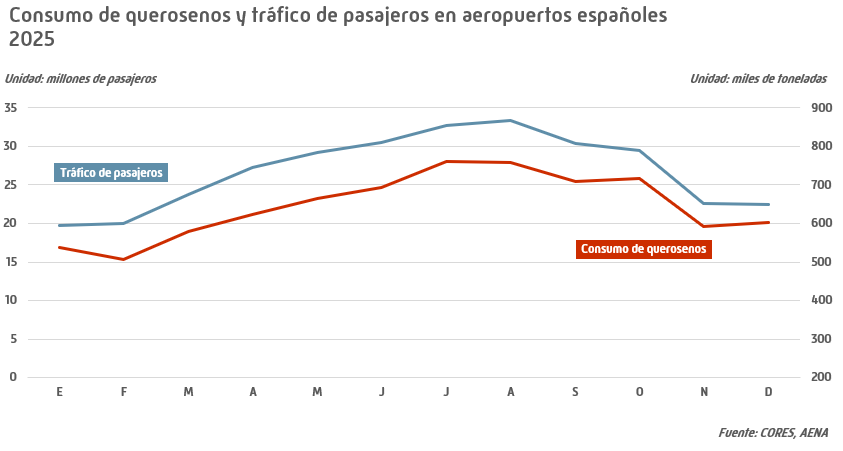 Consumo de querosenos y tráfico de pasajeros en aeropuertos españoles
2025
Unidad: millones de pasajeros
Unidad: miles de toneladas
35
900
30
800
Tráfico de pasajeros
25
700
20
600
Consumo de querosenos
15
500
10
400
5
300
0
200
E F M A M J J A S O N D
Fuente: CORES, AENA